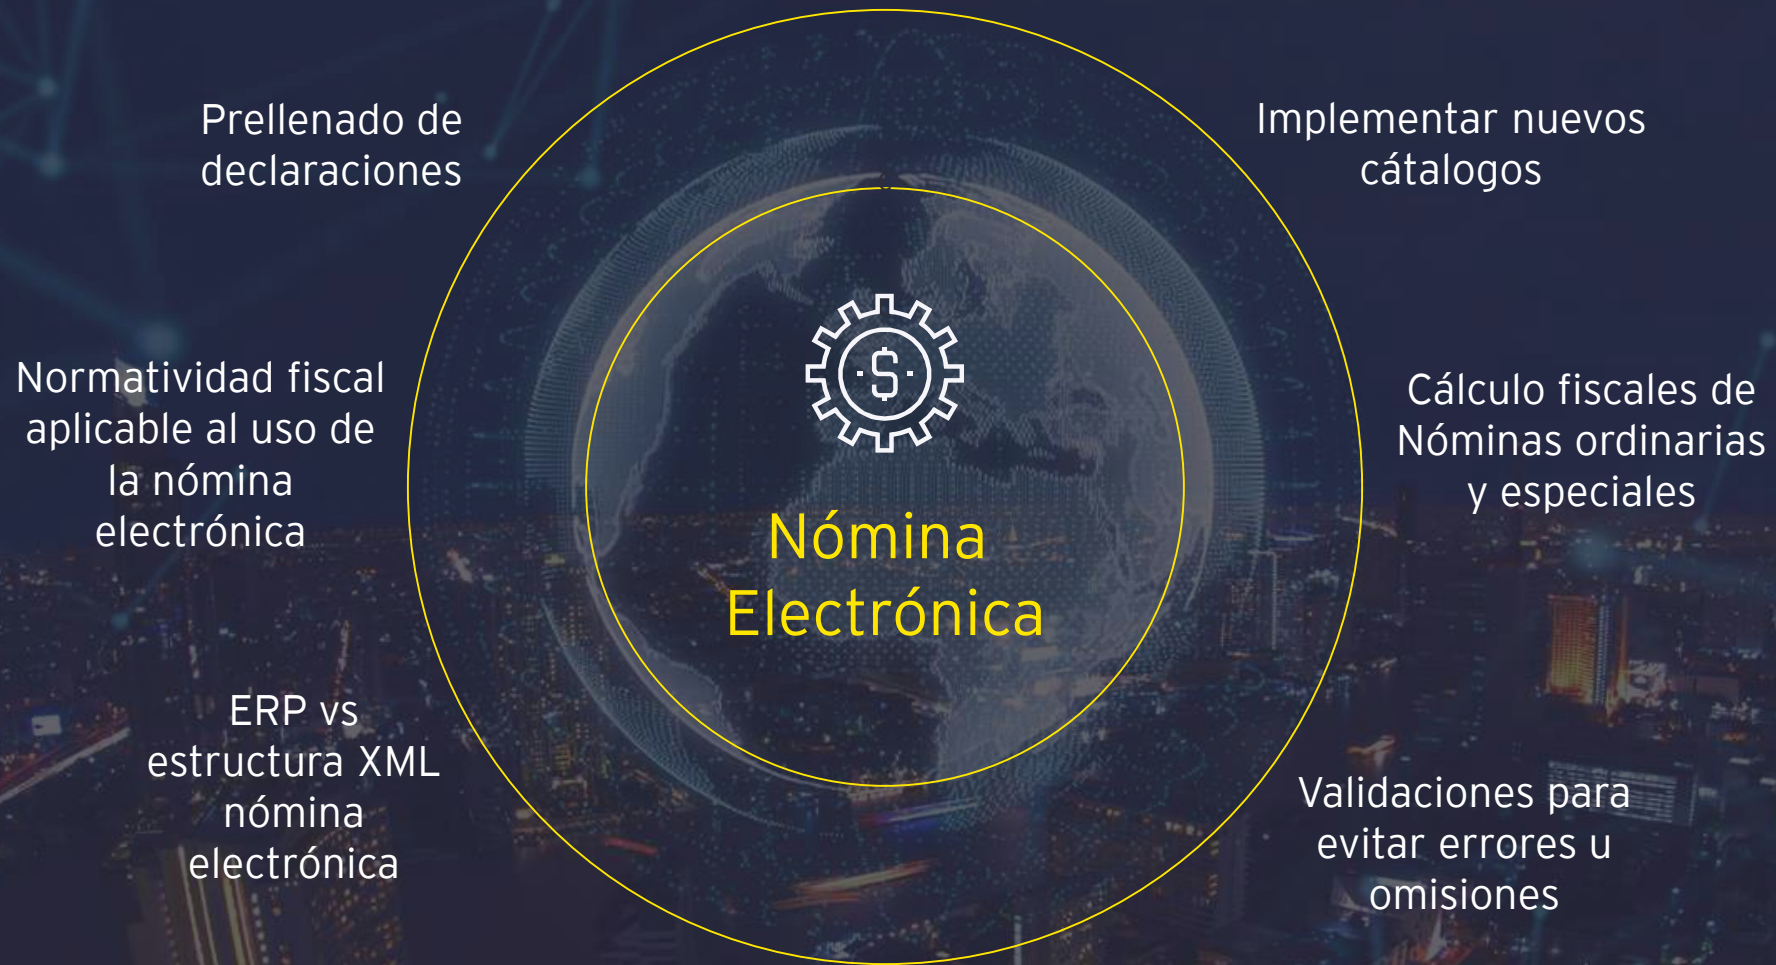 Prellenado de
declaraciones
Implementar nuevos
cátalogos
Normatividad fiscal
aplicable al uso de
la nómina
electrónica
Cálculo fiscales de
Nóminas ordinarias
y especiales
$
Nómina
Electrónica
ERP vs
estructura XML
nómina
electrónica
Validaciones para
evitar errores u
omisiones